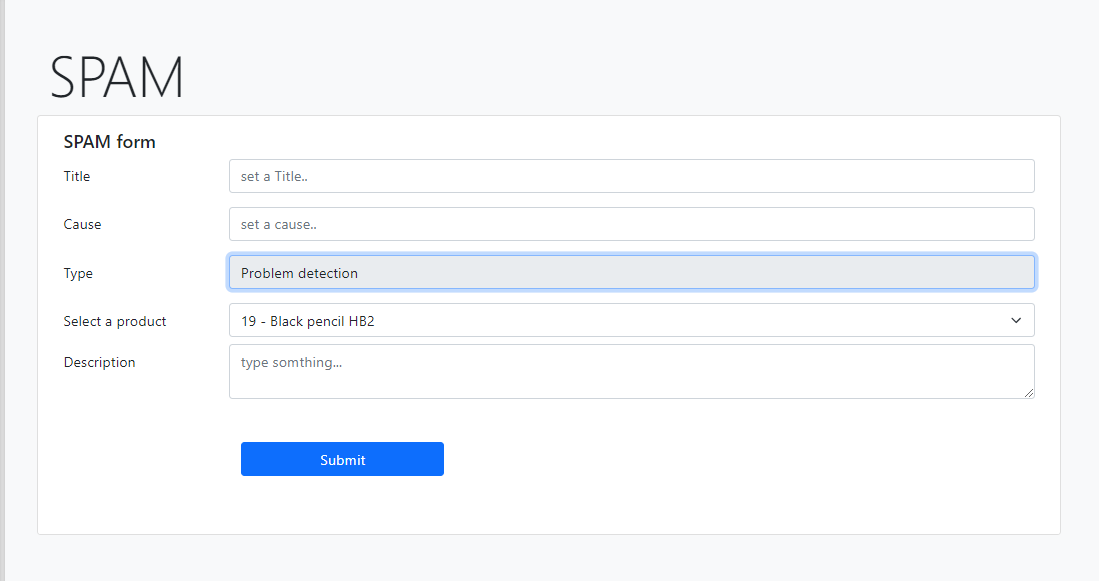 SPAM
SPAM form
Title set a Title..
Cause set a cause..
Type Problem detection
Select a product 19 - Black pencil HB2
Description type somthing...
Submit